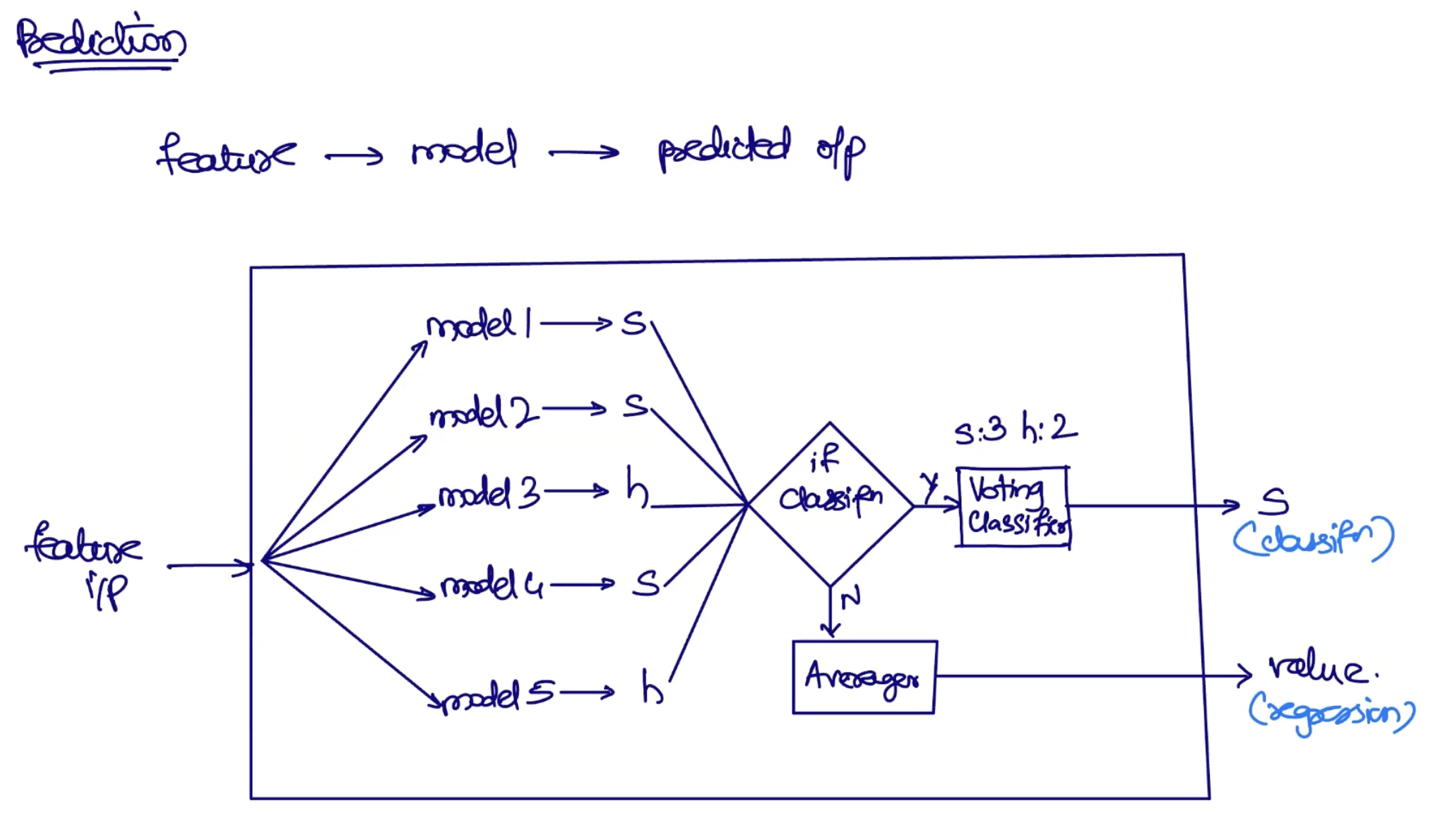 Prediction
feature → model → predicted o/p
model 1 → s
model 2 → s
model 3 → h
model 4 → s
model 5 → h
feature
i/p
if
classifn
Y
N
s:3 h:2
Voting
Classifier
s
(classifn)
Averager
value.
(regression)